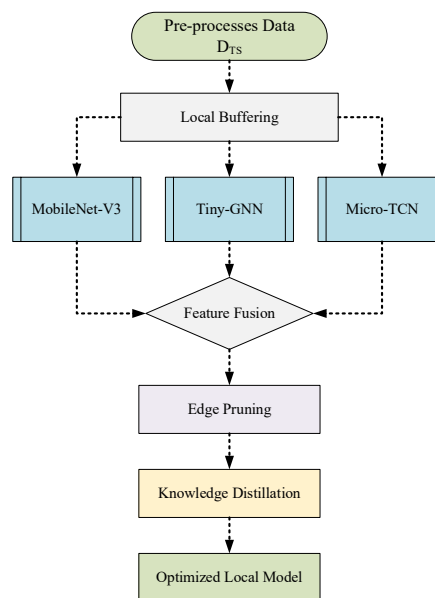 Pre-processes Data
D_TS
Local Buffering
MobileNet-V3
Tiny-GNN
Micro-TCN
Feature Fusion
Edge Pruning
Knowledge Distillation
Optimized Local Model